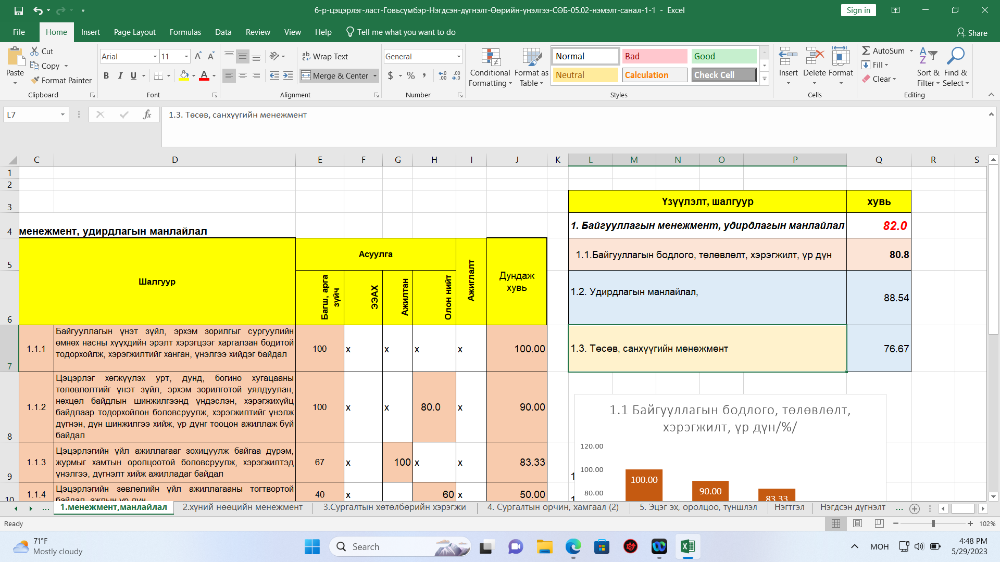 6-р-цэцэрлэг-ласт-Говьсүмбэр-Нэгдсэн-дүгнэлт-Өөрийн-үнэлгээ-СӨБ-05.02-нэмэлт-санал-1-1 - Excel
Sign in
File Home Insert Page Layout Formulas Data Review View Help Tell me what you want to do
Share
Paste
Cut
Copy
Format Painter
Clipboard
Arial 11
B I U
Font
Wrap Text
Merge & Center
Alignment
General
$ % ,
Number
Conditional Formatting
Format as Table
Normal Bad Good
Neutral Calculation Check Cell
Styles
Insert Delete Format
Cells
AutoSum
Fill
Clear
Sort & Filter
Find & Select
Editing
L7
fx
1.3. Төсөв, санхүүгийн менежмент
C D E F G H I J K L M N O P Q R S
1
2
3
4
5
6
7
8
9
10
менежмент, удирдлагын манлайлал
Шалгуур
Асуулга
Багш, арга зүйч
ЭЭАХ
Ажилтан
Олон нийт
Ажиглалт
Дундаж хувь
1.1.1
Байгууллагын үнэт зүйл, эрхэм зорилгыг сургуулийн
өмнөх насны хүүхдийн эрэлт хэрэгцээг харгалзан бодитой
тодорхойлж, хэрэгжилтийг ханган, үнэлгээ хийдэг байдал
100 x x x x 100.00
1.1.2
Цэцэрлэг хөгжүүлэх урт, дунд, богино хугацааны
төлөвлөлтийг үнэт зүйл, эрхэм зорилготой уялдуулан,
нөхцөл байдлын шинжилгээнд үндэслэн, хэрэгжихүйц
байдлаар тодорхойлон боловсруулж, хэрэгжилтийг үнэлж
дүгнэн, дүн шинжилгээ хийж, үр дүнг тооцон ажиллаж буй
байдал
100 x x 80.0 x 90.00
1.1.3
Цэцэрлэгийн үйл ажиллагааг зохицуулж байгаа дүрэм,
журмыг хамтын оролцоотой боловсруулж, хэрэгжилтэд
үнэлгээ, дүгнэлт хийж ажилладаг байдал
67 x 100 x x 83.33
1.1.4
Цэцэрлэгийн зөвлөлийн үйл ажиллагааны тогтвортой
байдал, ажлын үр дүн
40 x 60 x 50.00
Үзүүлэлт, шалгуур хувь
1. Байгууллагын менежмент, удирдлагын манлайлал 82.0
1.1.Байгууллагын бодлого, төлөвлөлт, хэрэгжилт, үр дүн 80.8
1.2. Удирдлагын манлайлал, 88.54
1.3. Төсөв, санхүүгийн менежмент 76.67
1.1 Байгууллагын бодлого, төлөвлөлт,
хэрэгжилт, үр дүн/%/
120.00
100.00
80.00
100.00
90.00
83.33
... 1.менежмент,манлайлал 2.хүний нөөцийн менежмент 3.Сургалтын хөтөлбөрийн хэрэгжи 4. Сургалтын орчин, хамгаал (2) 5. Эцэг эх, оролцоо, түншлэл Нэгтгэл Нэгдсэн дүгнэлт ...
Ready
102%
71°F
Mostly cloudy
Search
МОН
4:48 PM
5/29/2023